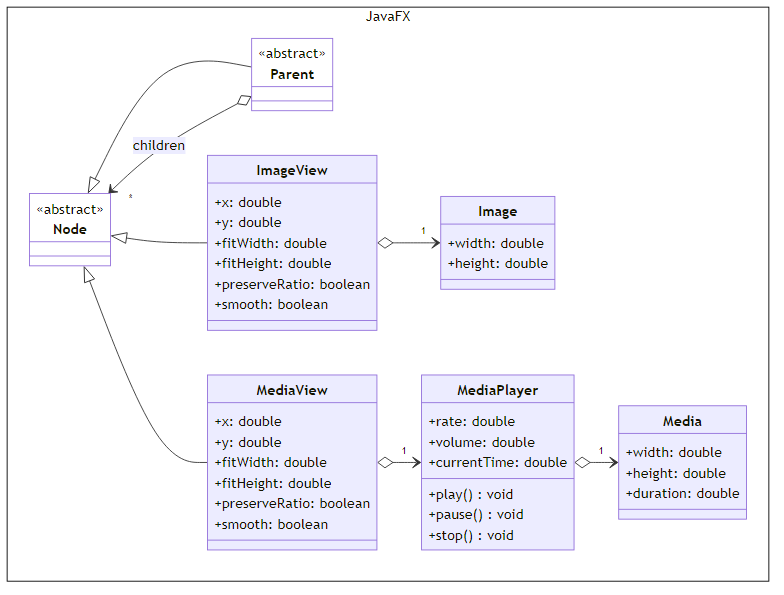 JavaFX
«abstract»
Parent
children
*
«abstract»
Node
ImageView
+x: double
+y: double
+fitWidth: double
+fitHeight: double
+preserveRatio: boolean
+smooth: boolean
1
Image
+width: double
+height: double
MediaView
+x: double
+y: double
+fitWidth: double
+fitHeight: double
+preserveRatio: boolean
+smooth: boolean
1
MediaPlayer
+rate: double
+volume: double
+currentTime: double
+play() : void
+pause() : void
+stop() : void
1
Media
+width: double
+height: double
+duration: double